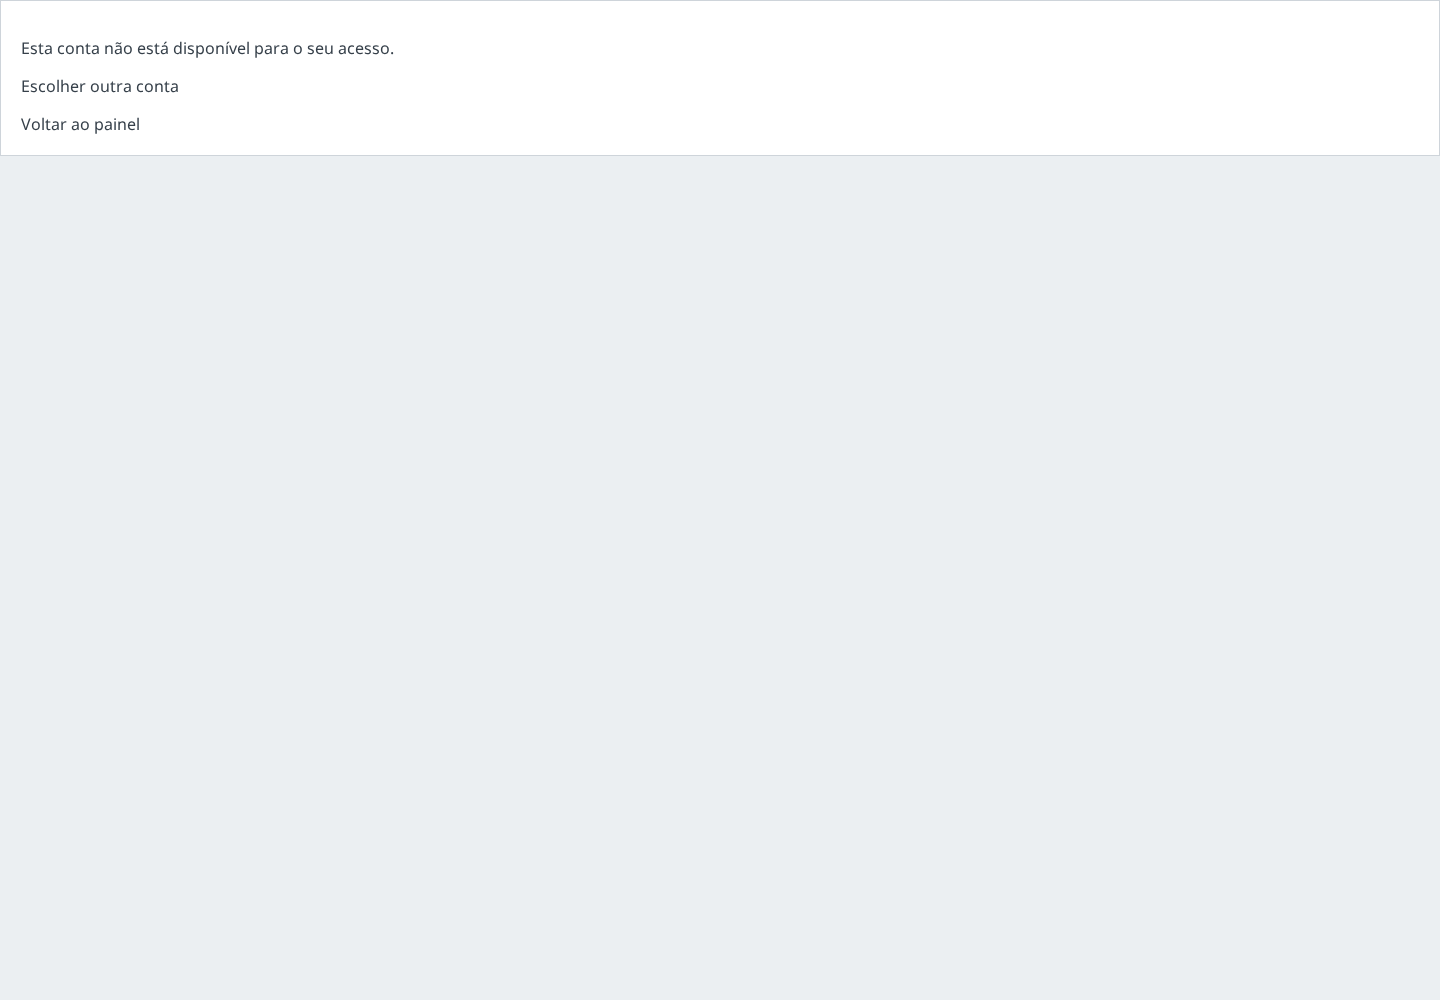 Esta conta não está disponível para o seu acesso.
Escolher outra conta
Voltar ao painel